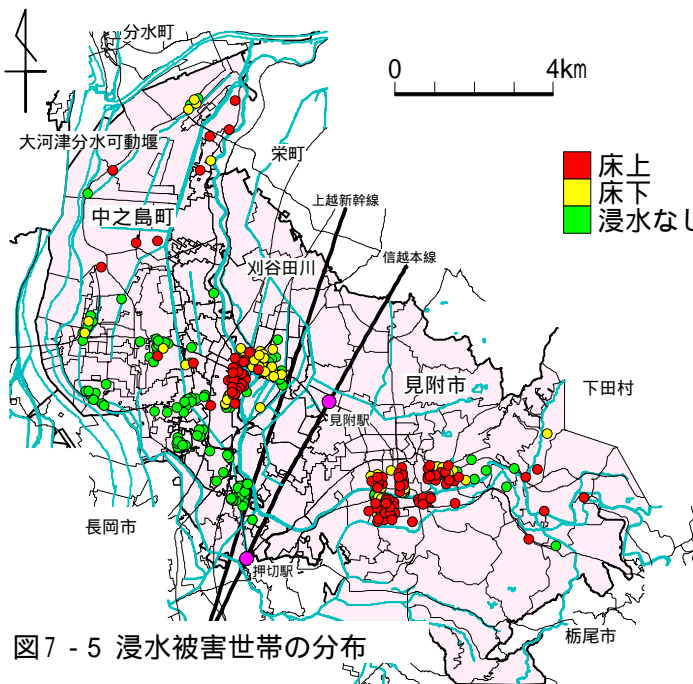 分水町
0 4km
大河津分水可動堰
栄町
床上
床下
浸水なし
上越新幹線
中之島町
信越本線
刈谷田川
見附市
下田村
見附駅
長岡市
押切駅
栃尾市
図7-5 浸水被害世帯の分布